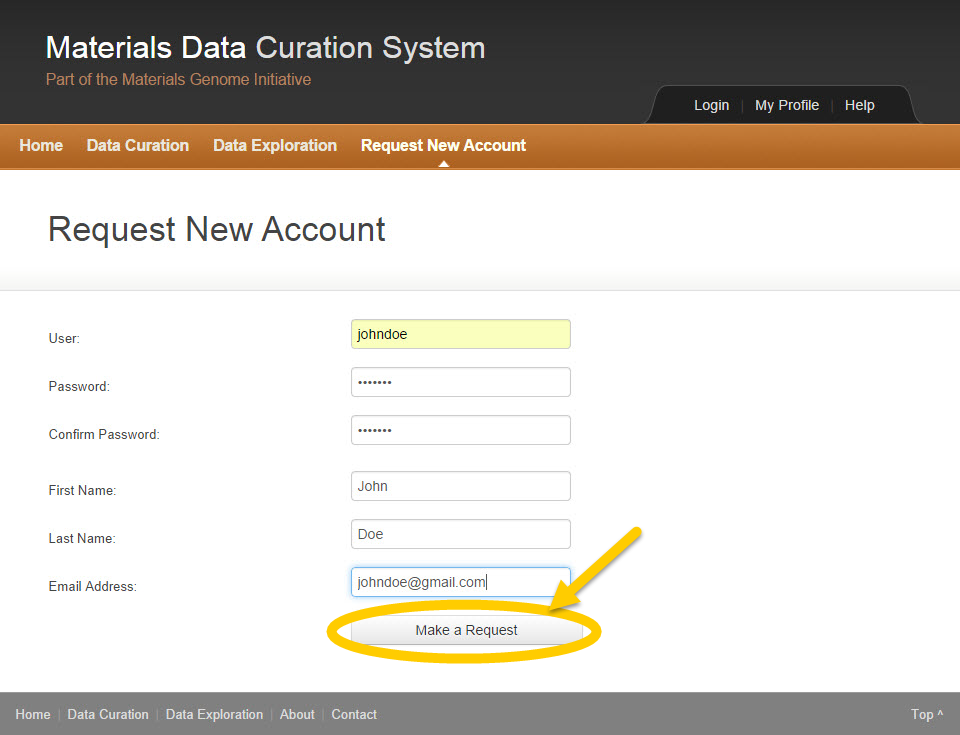 Materials Data Curation System
Part of the Materials Genome Initiative
Login | My Profile | Help
Home Data Curation Data Exploration Request New Account
Request New Account
User: johndoe
Password: •••••••
Confirm Password: •••••••
First Name: John
Last Name: Doe
Email Address: johndoe@gmail.com
Make a Request
Home | Data Curation | Data Exploration | About | Contact Top ^